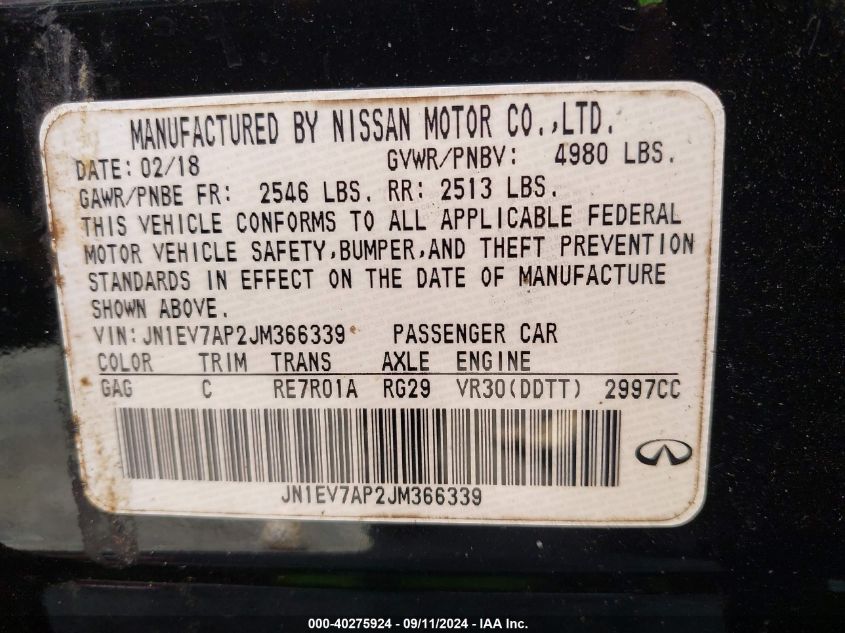 MANUFACTURED BY NISSAN MOTOR CO.,LTD.
DATE: 02/18 GVWR/PNBV: 4980 LBS.
GAWR/PNBE FR: 2546 LBS. RR: 2513 LBS.
THIS VEHICLE CONFORMS TO ALL APPLICABLE FEDERAL
MOTOR VEHICLE SAFETY,BUMPER,AND THEFT PREVENTION
STANDARDS IN EFFECT ON THE DATE OF MANUFACTURE
SHOWN ABOVE.
VIN: JN1EV7AP2JM366339 PASSENGER CAR
COLOR TRIM TRANS AXLE ENGINE
GAG C RE7R01A RG29 VR30(DDTT) 2997CC
JN1EV7AP2JM366339
000-40275924 - 09/11/2024 - IAA Inc.